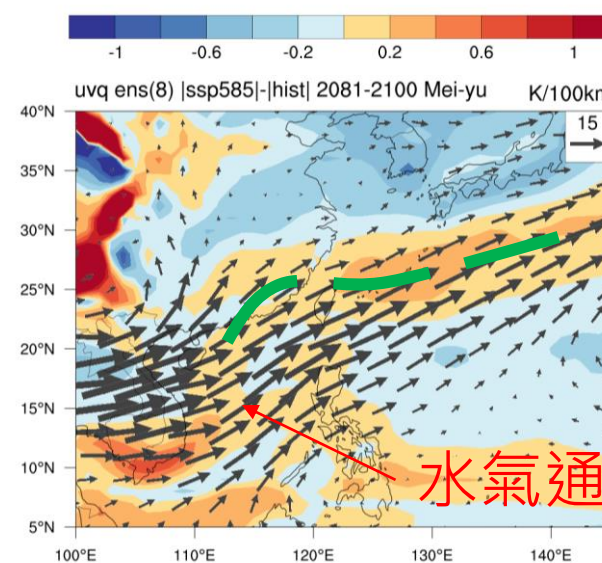 -1 -0.6 -0.2 0.2 0.6 1
uvq ens(8) |ssp585|-|hist| 2081-2100 Mei-yu K/100km
15
40°N
35°N
30°N
25°N
20°N
15°N
10°N
5°N
水氣通
100°E 110°E 120°E 130°E 140°E